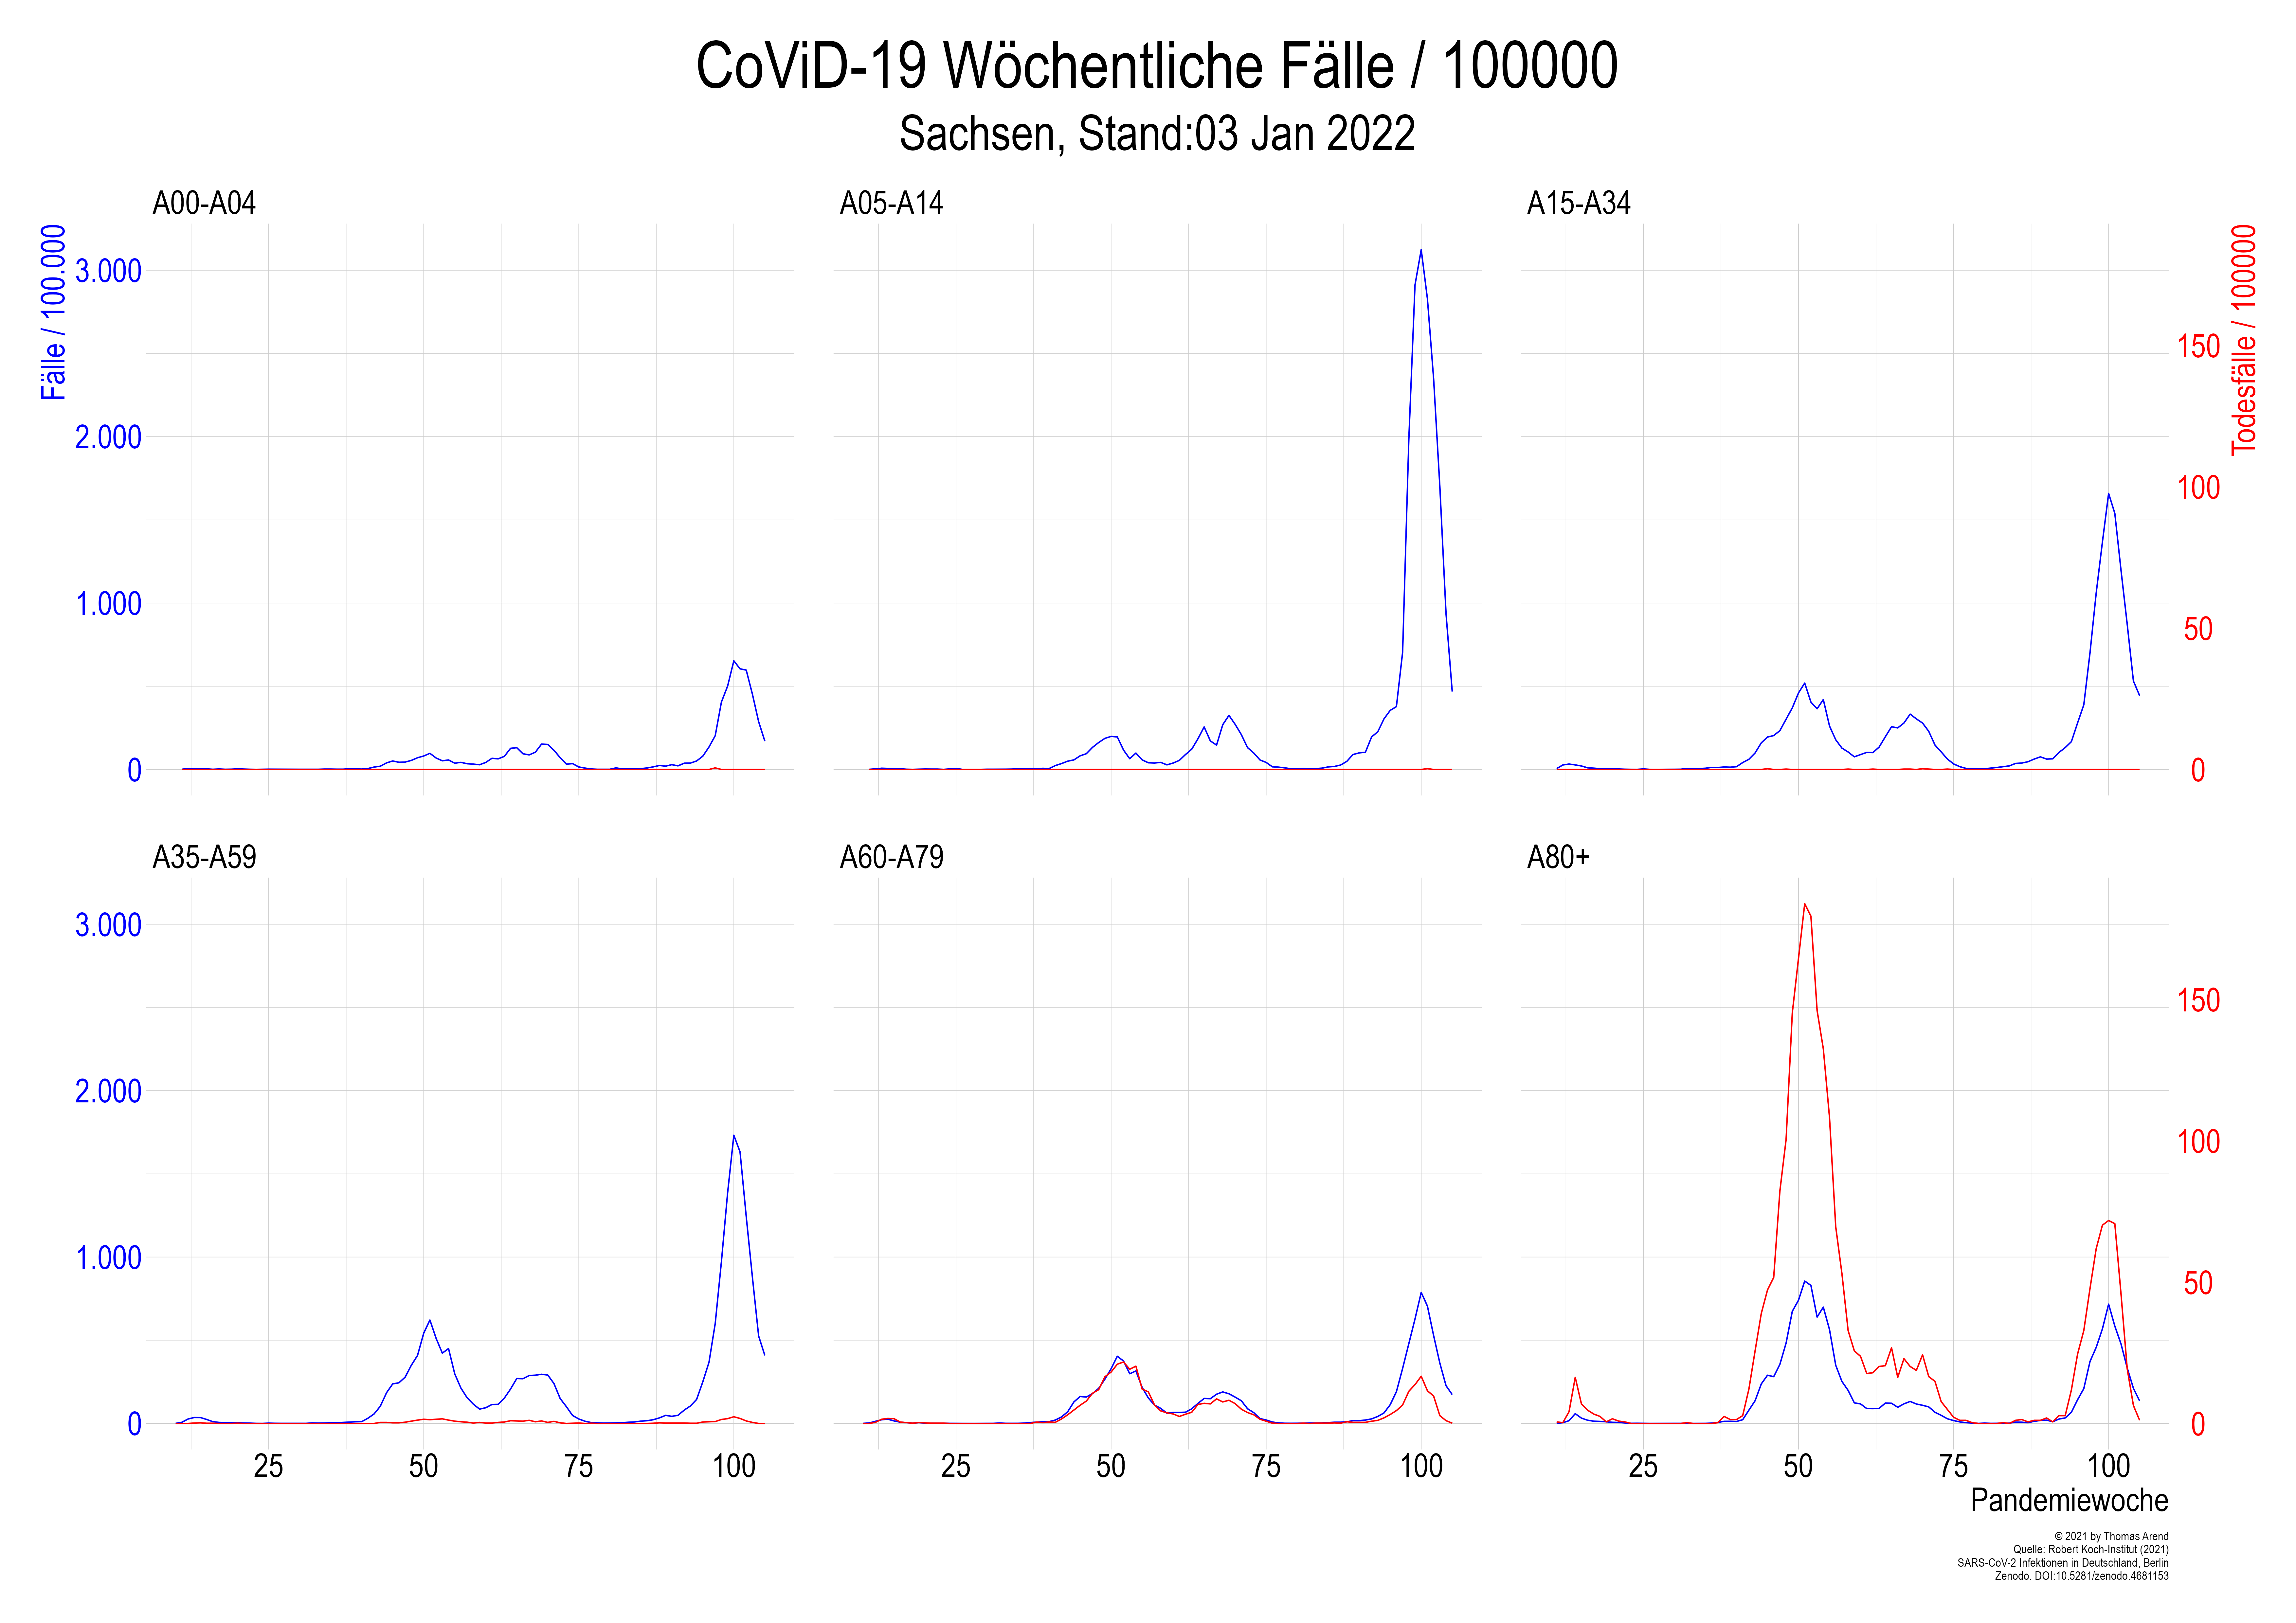 CoViD-19 Wöchentliche Fälle / 100000
Sachsen, Stand:03 Jan 2022
A00-A04
A05-A14
A15-A34
Fälle / 100.000
3.000
2.000
1.000
0
Todesfälle / 100000
150
100
50
0
A35-A59
A60-A79
A80+
3.000
2.000
1.000
0
150
100
50
0
25 50 75 100
25 50 75 100
25 50 75 100
Pandemiewoche
© 2021 by Thomas Arend
Quelle: Robert Koch-Institut (2021)
SARS-CoV-2 Infektionen in Deutschland, Berlin
Zenodo. DOI:10.5281/zenodo.4681153